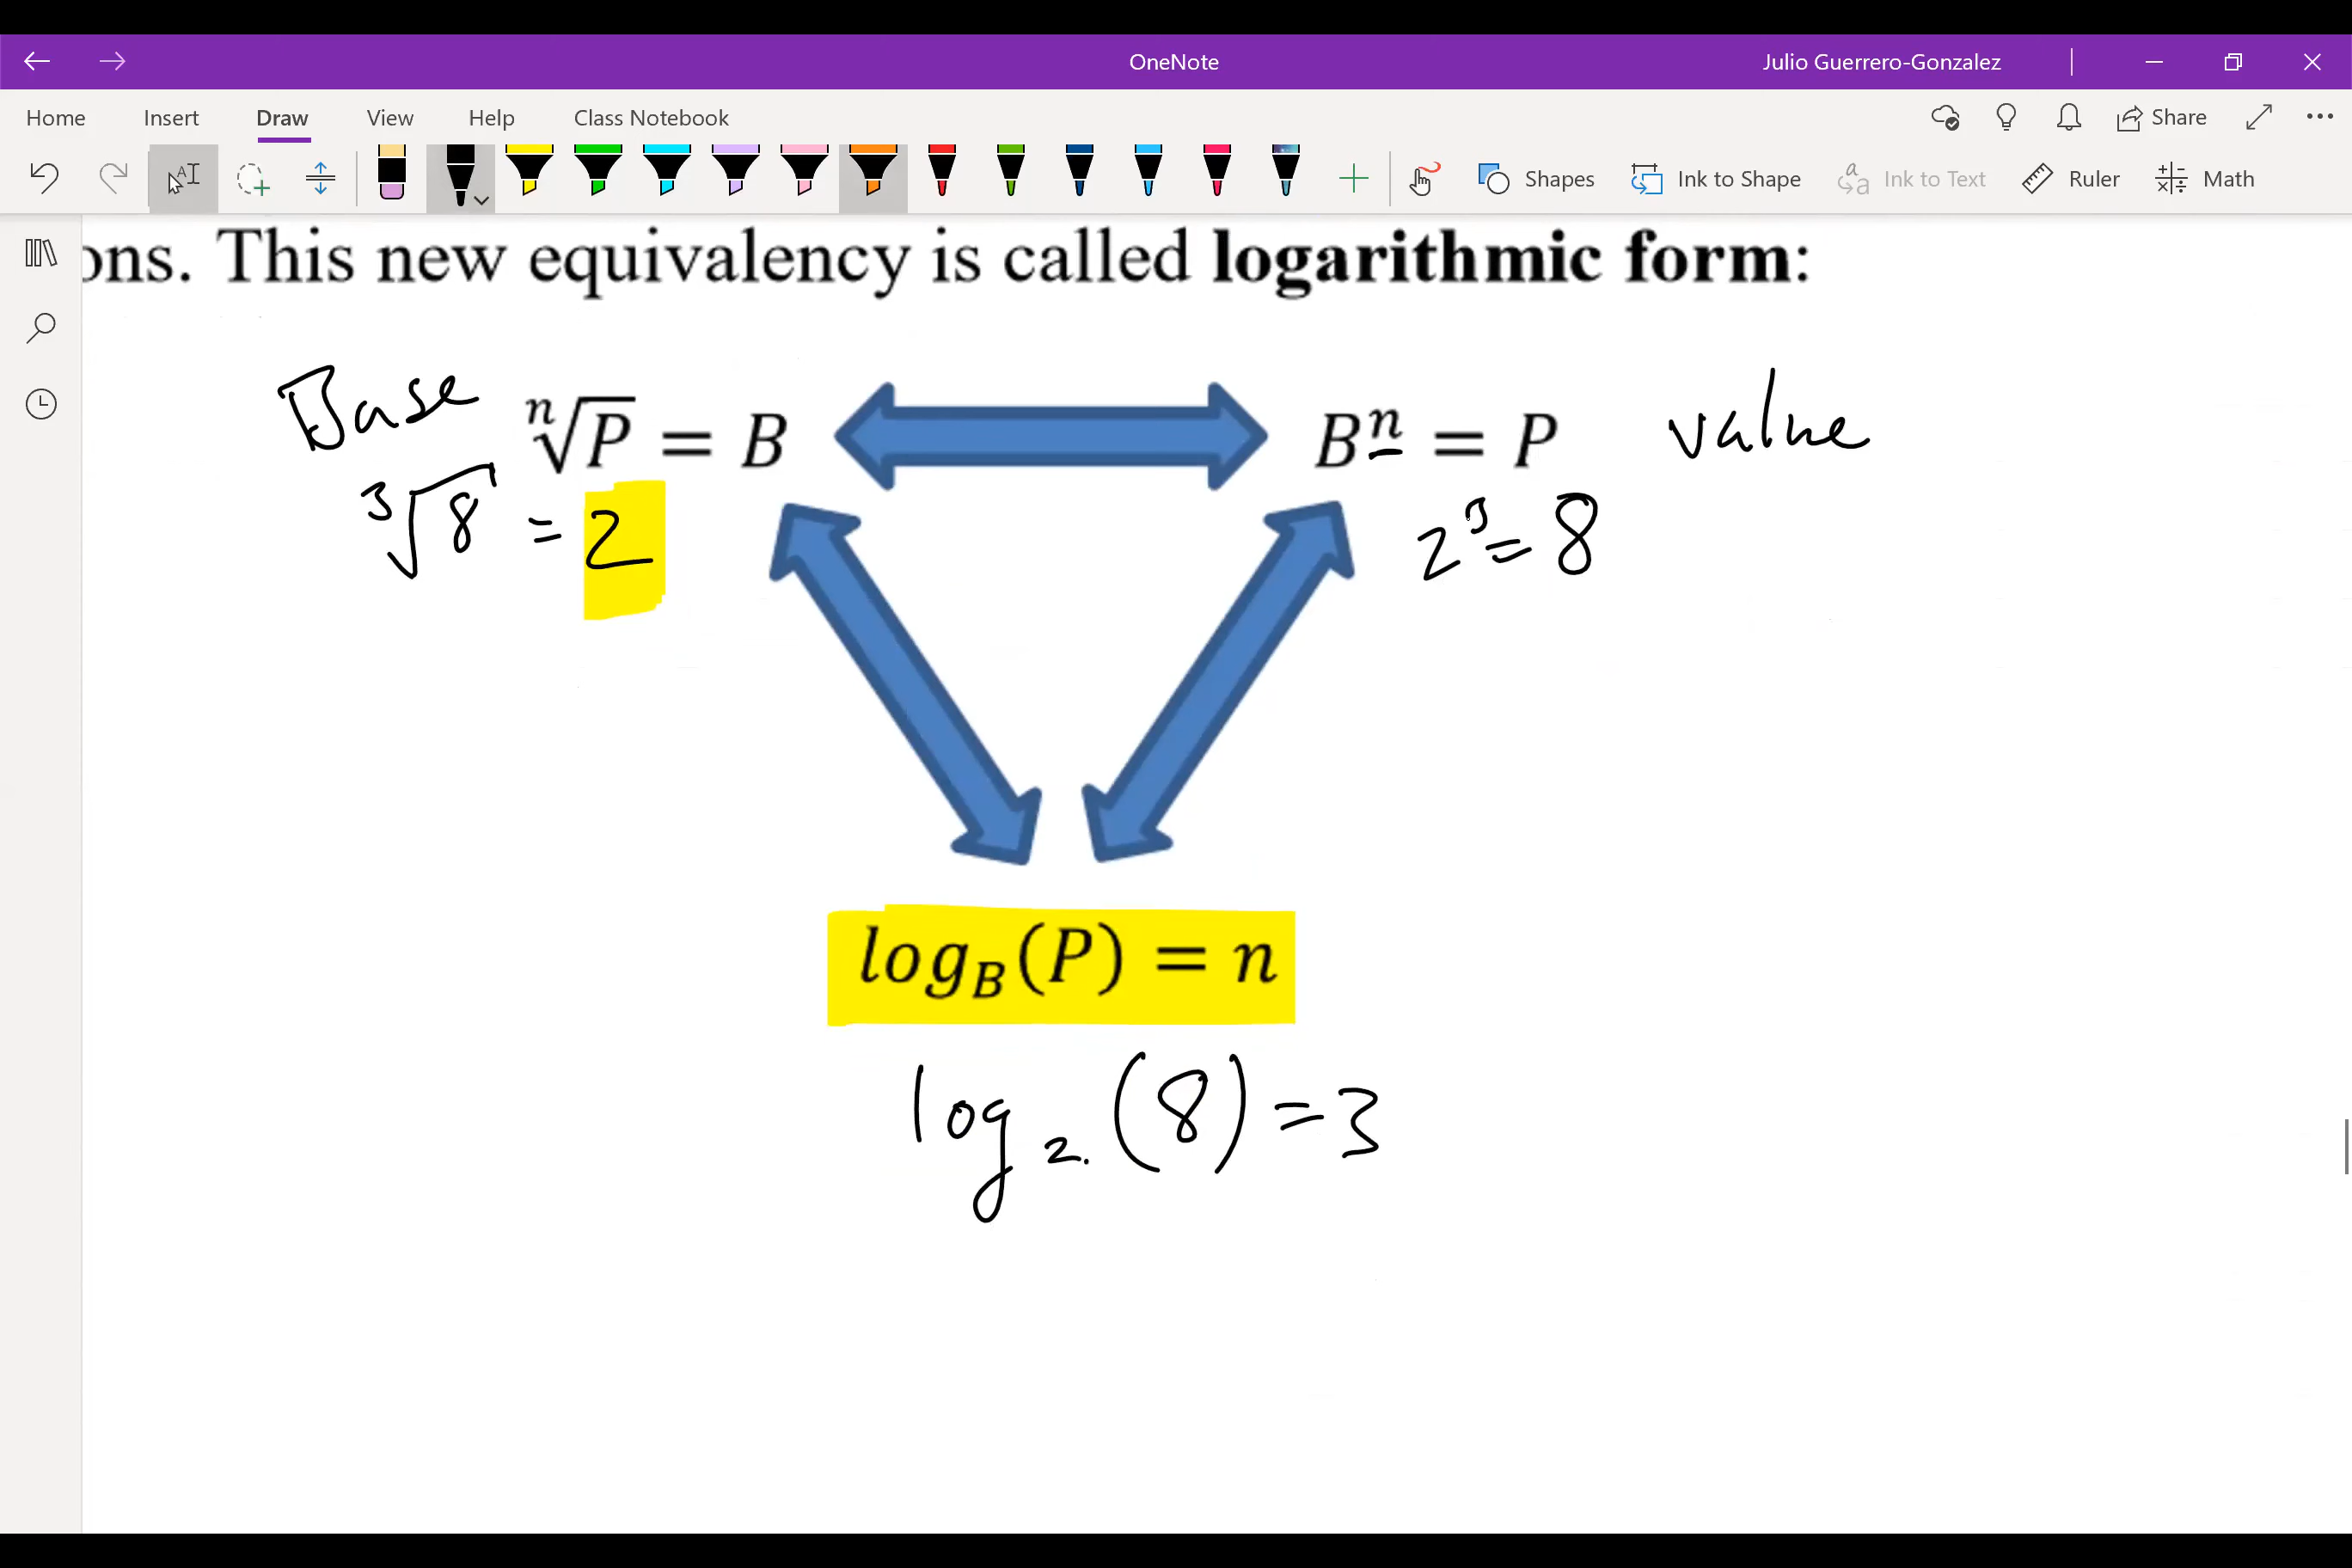 OneNote Julio Guerrero-Gonzalez
Home Insert Draw View Help Class Notebook Share
Shapes Ink to Shape Ink to Text Ruler Math
ons. This new equivalency is called logarithmic form:
Base ⁿ√P = B Bⁿ = P value
³√8 = 2 2³ = 8
log_B(P) = n
log₂(8) = 3